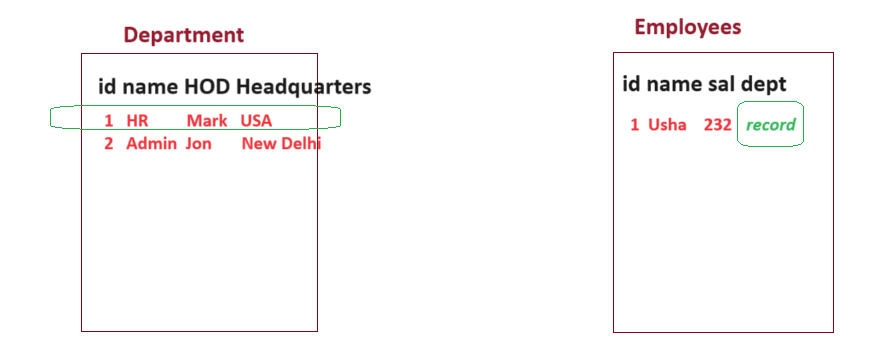 Department
id name HOD Headquarters
1 HR Mark USA
2 Admin Jon New Delhi
Employees
id name sal dept
1 Usha 232 record